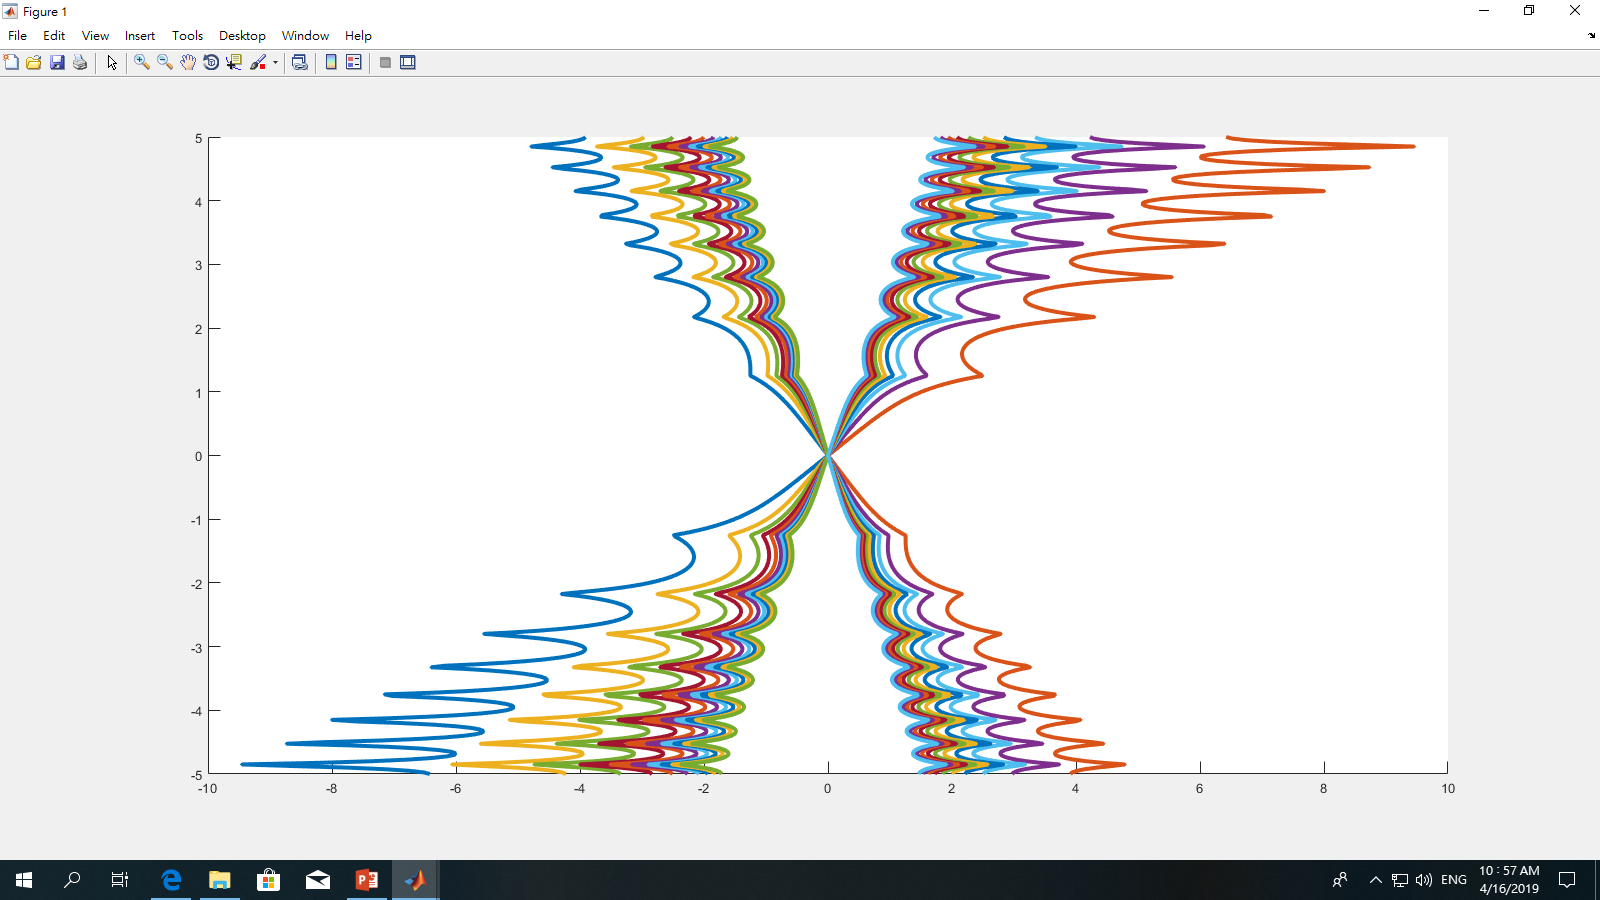 Figure 1
File Edit View Insert Tools Desktop Window Help
5
4
3
2
1
0
-1
-2
-3
-4
-5
-10 -8 -6 -4 -2 0 2 4 6 8 10
ENG
10 : 57 AM
4/16/2019